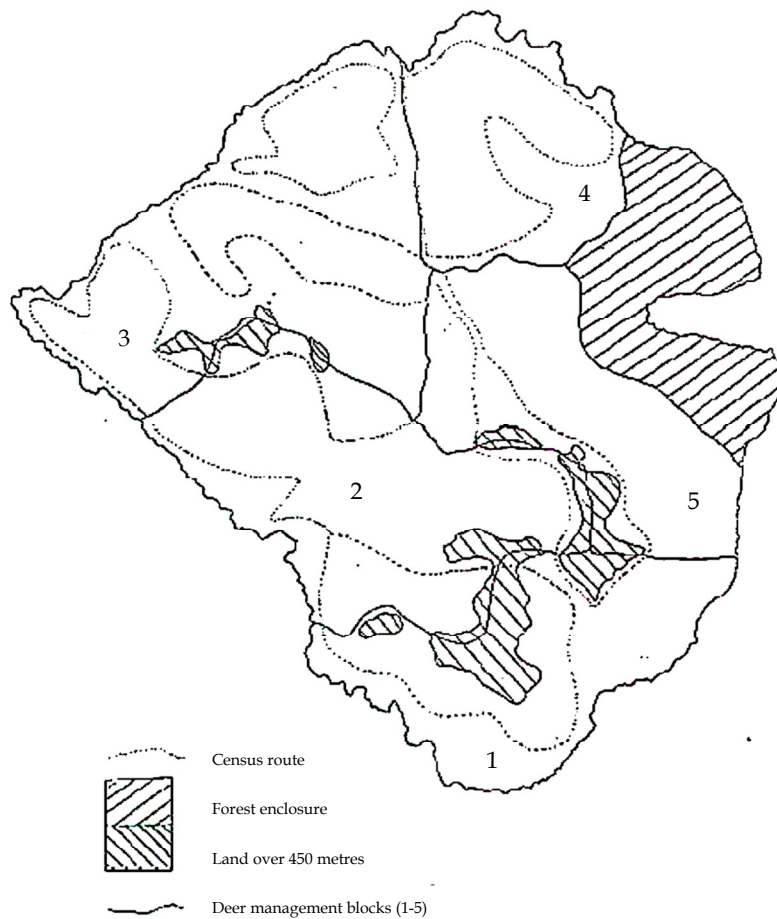 4
3
2
5
1
Census route
Forest enclosure
Land over 450 metres
Deer management blocks (1-5)